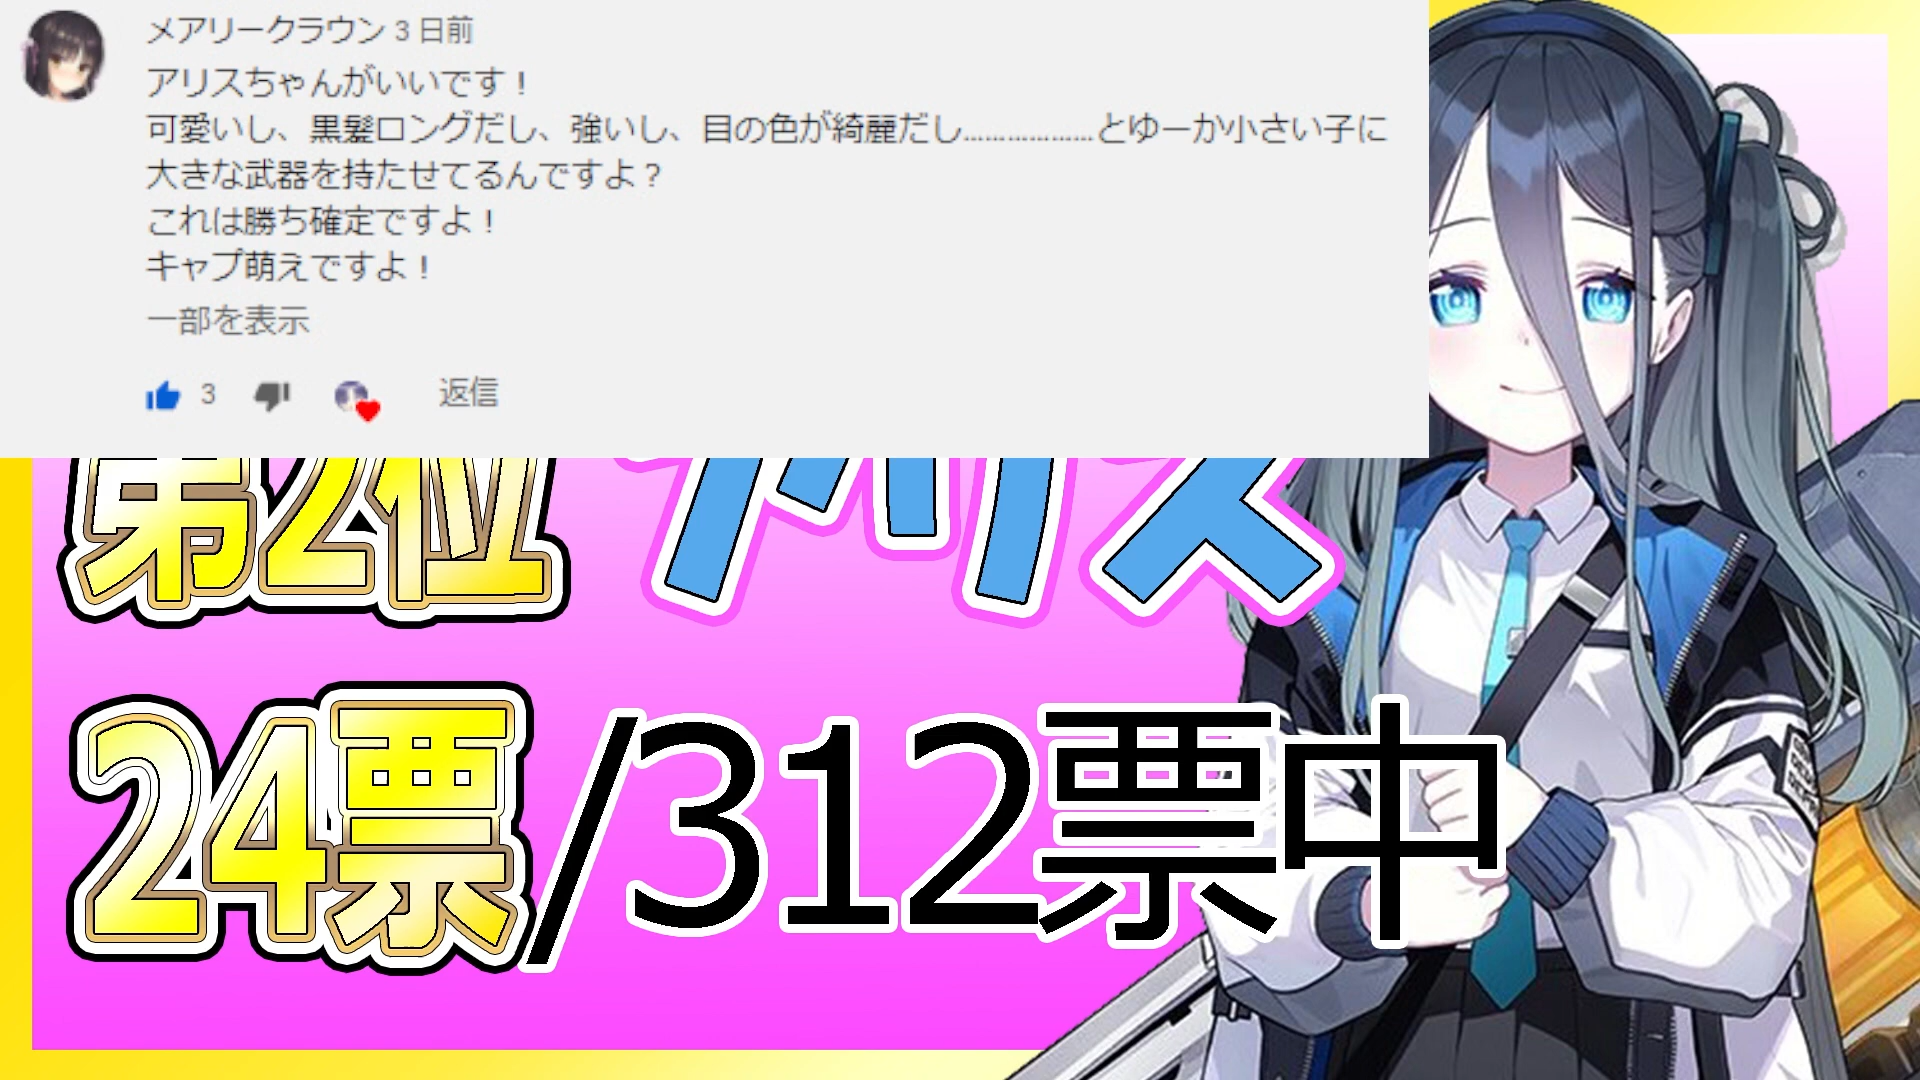 メアリークラウン 3 日前
アリスちゃんがいいです！
可愛いし、黒髪ロングだし、強いし、目の色が綺麗だし………………とゆーか小さい子に
大きな武器を持たせてるんですよ？
これは勝ち確定ですよ！
キャプ萌えですよ！
一部を表示
3 返信
第2位 アリス
24票/312票中